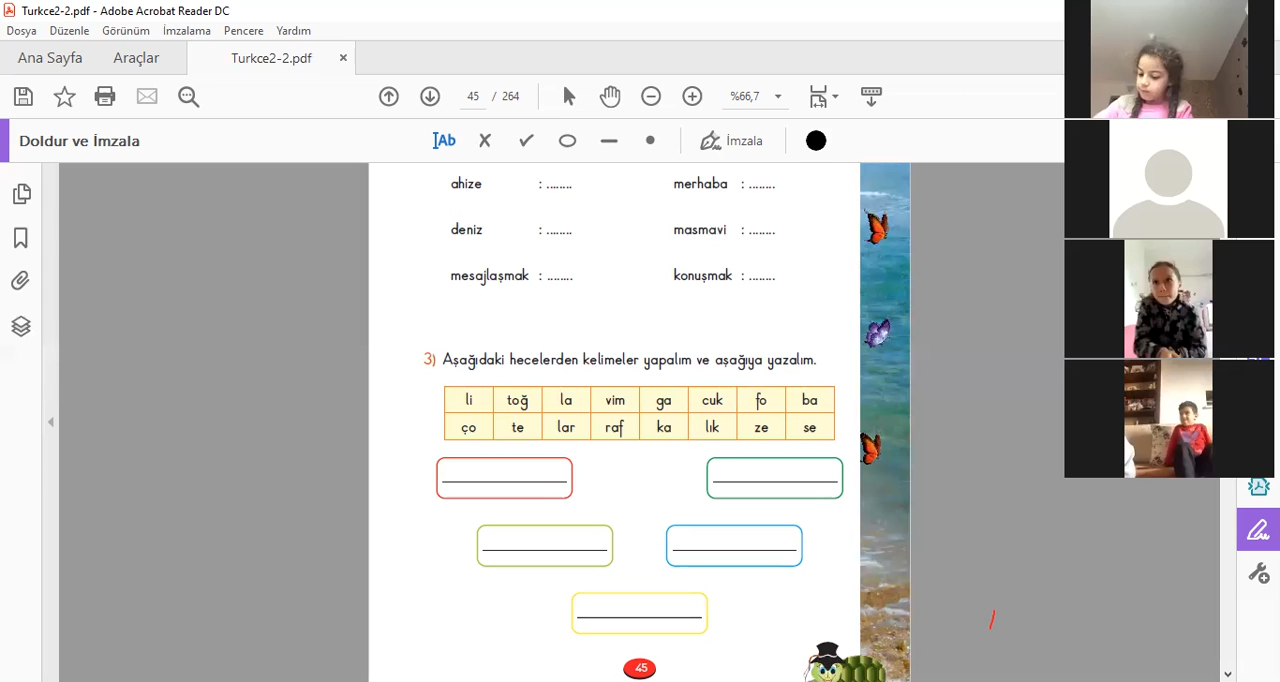 Turkce2-2.pdf - Adobe Acrobat Reader DC
Dosya Düzenle Görünüm İmzalama Pencere Yardım
Ana Sayfa Araçlar Turkce2-2.pdf ×
45 / 264 %66,7
Doldur ve İmzala Ab İmzala
ahize : ........ merhaba : ........
deniz : ........ masmavi : ........
mesajlaşmak : ........ konuşmak : ........
3) Aşağıdaki hecelerden kelimeler yapalım ve aşağıya yazalım.
li toğ la vim ga cuk fo ba
ço te lar raf ka lık ze se
45